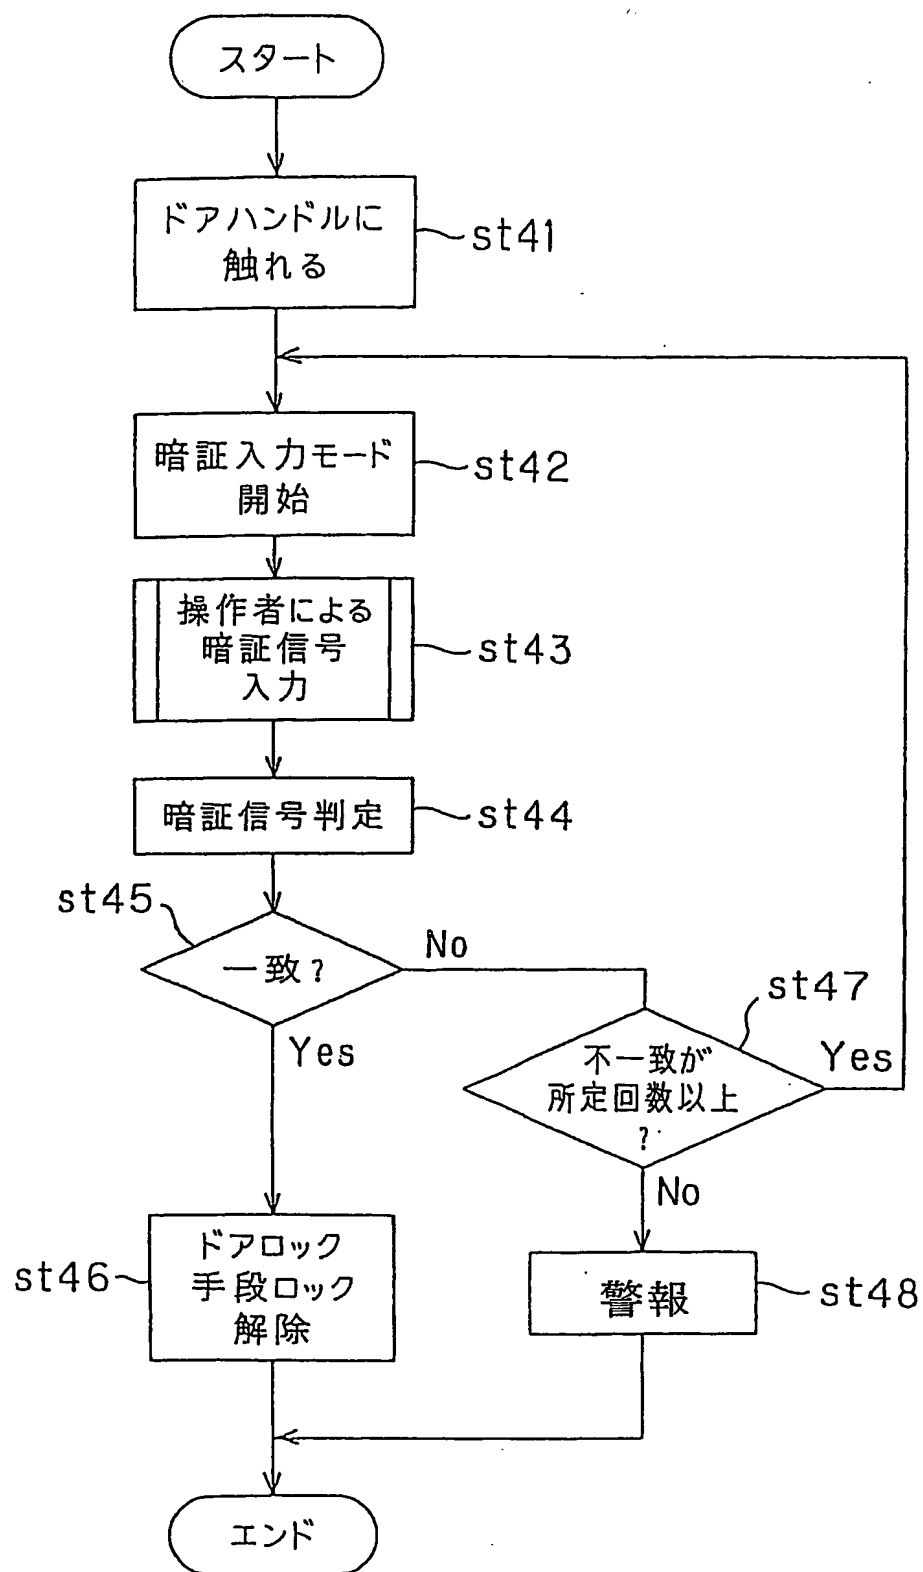 スタート
ドアハンドルに
触れる
st41
暗証入力モード
開始
st42
操作者による
暗証信号
入力
st43
暗証信号判定
st44
st45
一致?
No
Yes
st47
不一致が
所定回数以上
?
Yes
No
ドアロック
手段ロック
解除
st46
警報
st48
エンド